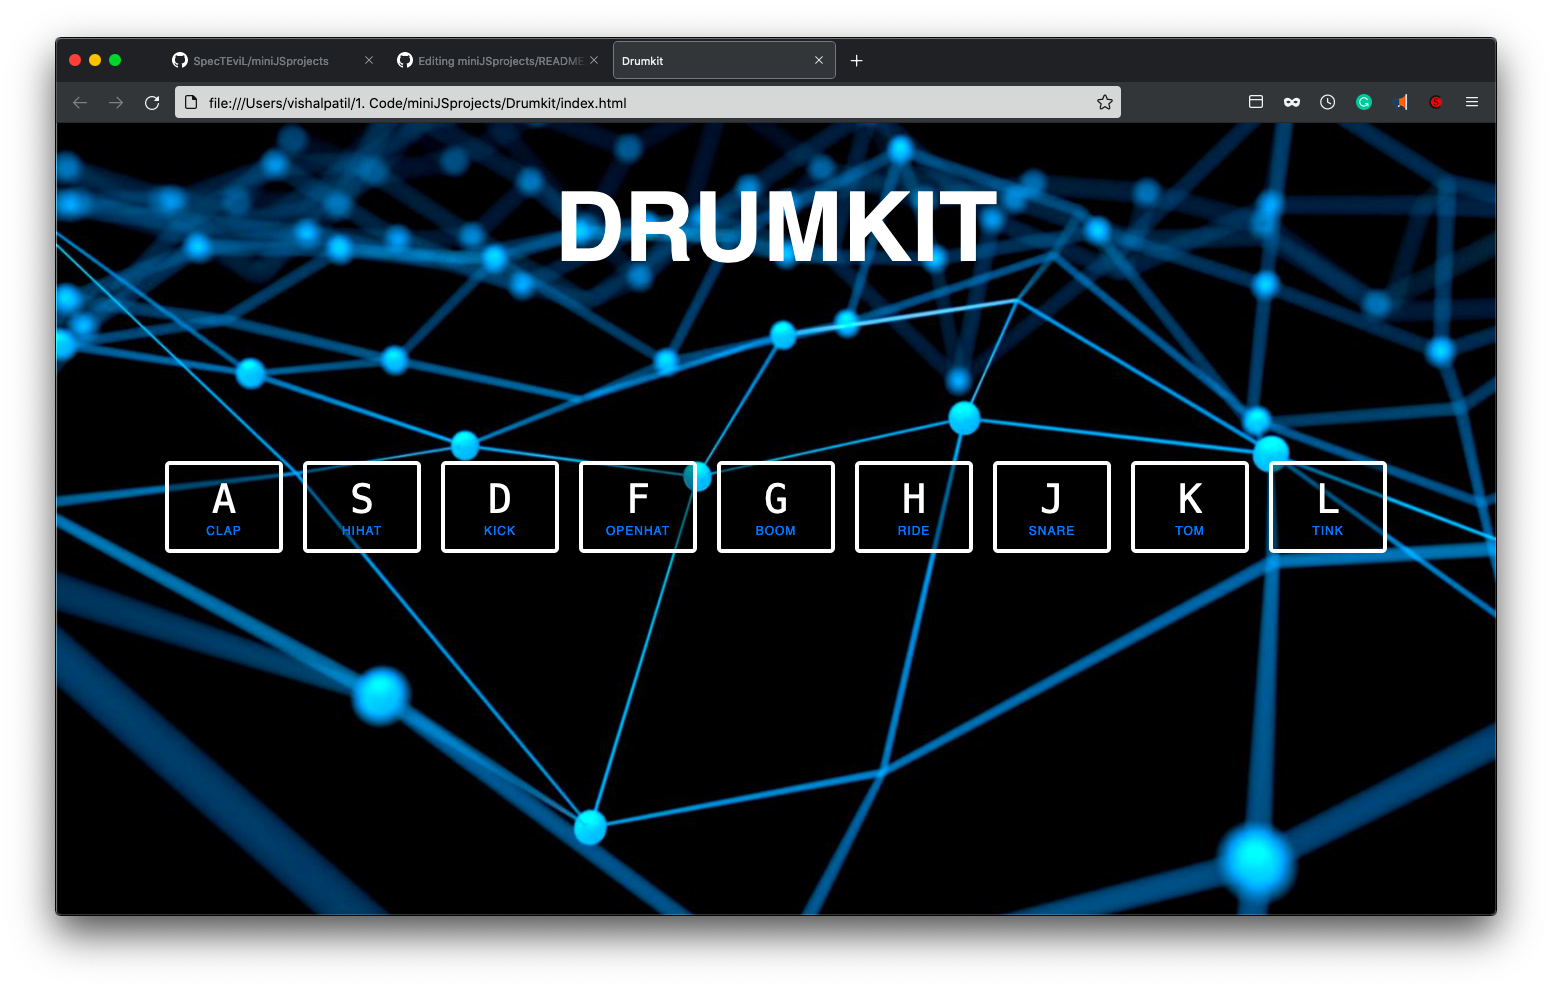 SpecTEviL/miniJSprojects
Editing miniJSprojects/README
Drumkit
file:///Users/vishalpatil/1. Code/miniJSprojects/Drumkit/index.html
DRUMKIT
A S D F G H J K L
CLAP HIHAT KICK OPENHAT BOOM RIDE SNARE TOM TINK